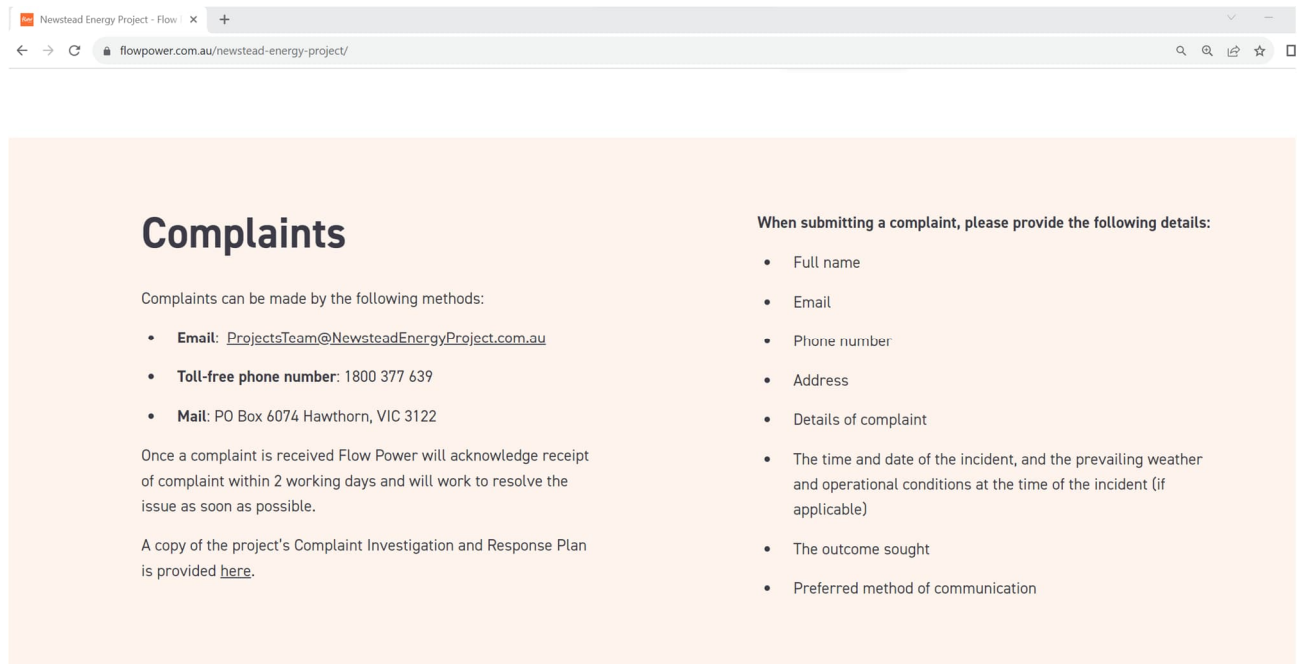 flow Newstead Energy Project - Flow
flowpower.com.au/newstead-energy-project/
Complaints
Complaints can be made by the following methods:
• Email: ProjectsTeam@NewsteadEnergyProject.com.au
• Toll-free phone number: 1800 377 639
• Mail: PO Box 6074 Hawthorn, VIC 3122
Once a complaint is received Flow Power will acknowledge receipt
of complaint within 2 working days and will work to resolve the
issue as soon as possible.
A copy of the project's Complaint Investigation and Response Plan
is provided here.
When submitting a complaint, please provide the following details:
• Full name
• Email
• Phone number
• Address
• Details of complaint
• The time and date of the incident, and the prevailing weather
and operational conditions at the time of the incident (if
applicable)
• The outcome sought
• Preferred method of communication